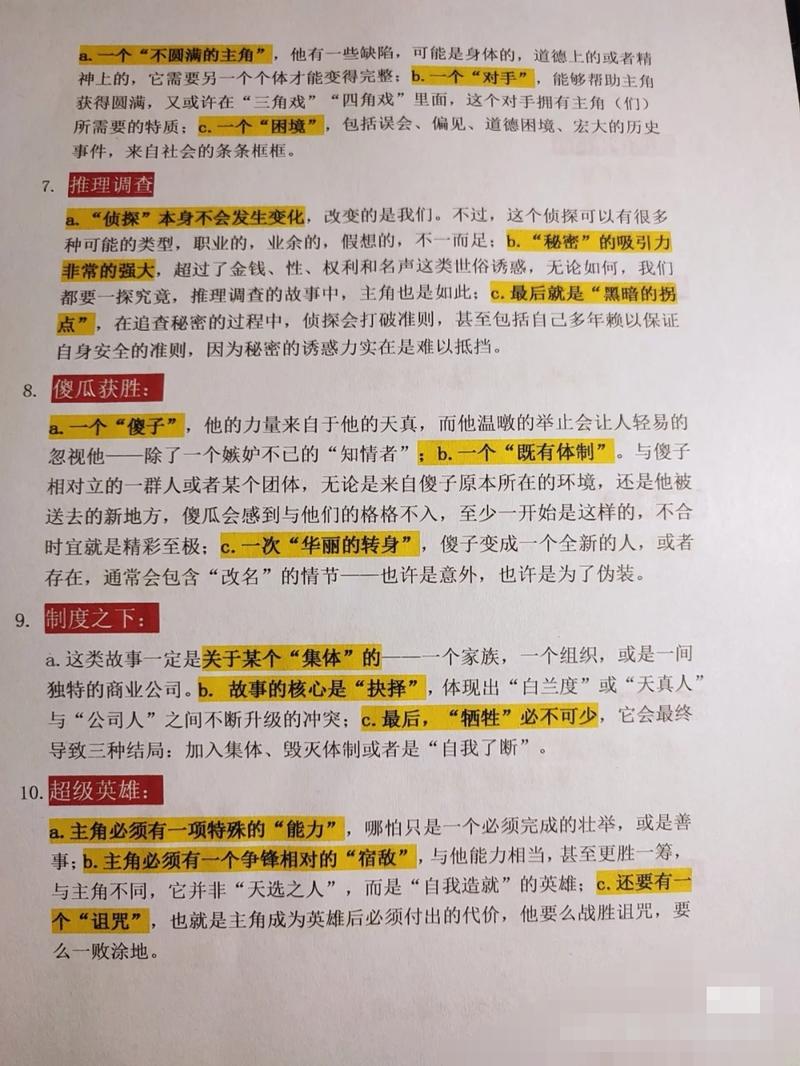 a.一个“不圆满的主角”，他有一些缺陷，可能是身体的，道德上的或者精
神上的，它需要另一个个体才能变得完整；b.一个“对手”，能够帮助主角
获得圆满，又或许在“三角戏”“四角戏”里面，这个对手拥有主角（们）
所需要的特质；c.一个“困境”，包括误会、偏见、道德困境、宏大的历史
事件，来自社会的条条框框。
7. 推理调查
a.“侦探”本身不会发生变化，改变的是我们。不过，这个侦探可以有很多
种可能的类型，职业的，业余的，假想的，不一而足；b.“秘密”的吸引力
非常的强大，超过了金钱、性、权利和名声这类世俗诱惑，无论如何，我们
都要一探究竟，推理调查的故事中，主角也是如此；c.最后就是“黑暗的拐
点”，在追查秘密的过程中，侦探会打破准则，甚至包括自己多年赖以保证
自身安全的准则，因为秘密的诱惑力实在是难以抵挡。
8. 傻瓜获胜：
a.一个“傻子”，他的力量来自于他的天真，而他温暾的举止会让人轻易的
忽视他——除了一个嫉妒不已的“知情者”；b.一个“既有体制”。与傻子
相对立的一群人或者某个团体，无论是来自傻子原本所在的环境，还是他被
送去的新地方，傻瓜会感到与他们的格格不入，至少一开始是这样的，不合
时宜就是精彩至极；c.一次“华丽的转身”，傻子变成一个全新的人，或者
存在，通常会包含“改名”的情节——也许是意外，也许是为了伪装。
9. 制度之下：
a.这类故事一定是关于某个“集体”的——一个家族，一个组织，或是一间
独特的商业公司。b. 故事的核心是“抉择”，体现出“白兰度”或“天真人”
与“公司人”之间不断升级的冲突；c.最后，“牺牲”必不可少，它会最终
导致三种结局：加入集体、毁灭体制或者是“自我了断”。
10. 超级英雄：
a.主角必须有一项特殊的“能力”，哪怕只是一个必须完成的壮举，或是善
事；b.主角必须有一个争锋相对的“宿敌”，与他能力相当，甚至更胜一筹，
与主角不同，它并非“天选之人”，而是“自我造就”的英雄；c.还要有一
个“诅咒”，也就是主角成为英雄后必须付出的代价，他要么战胜诅咒，要
么一败涂地。